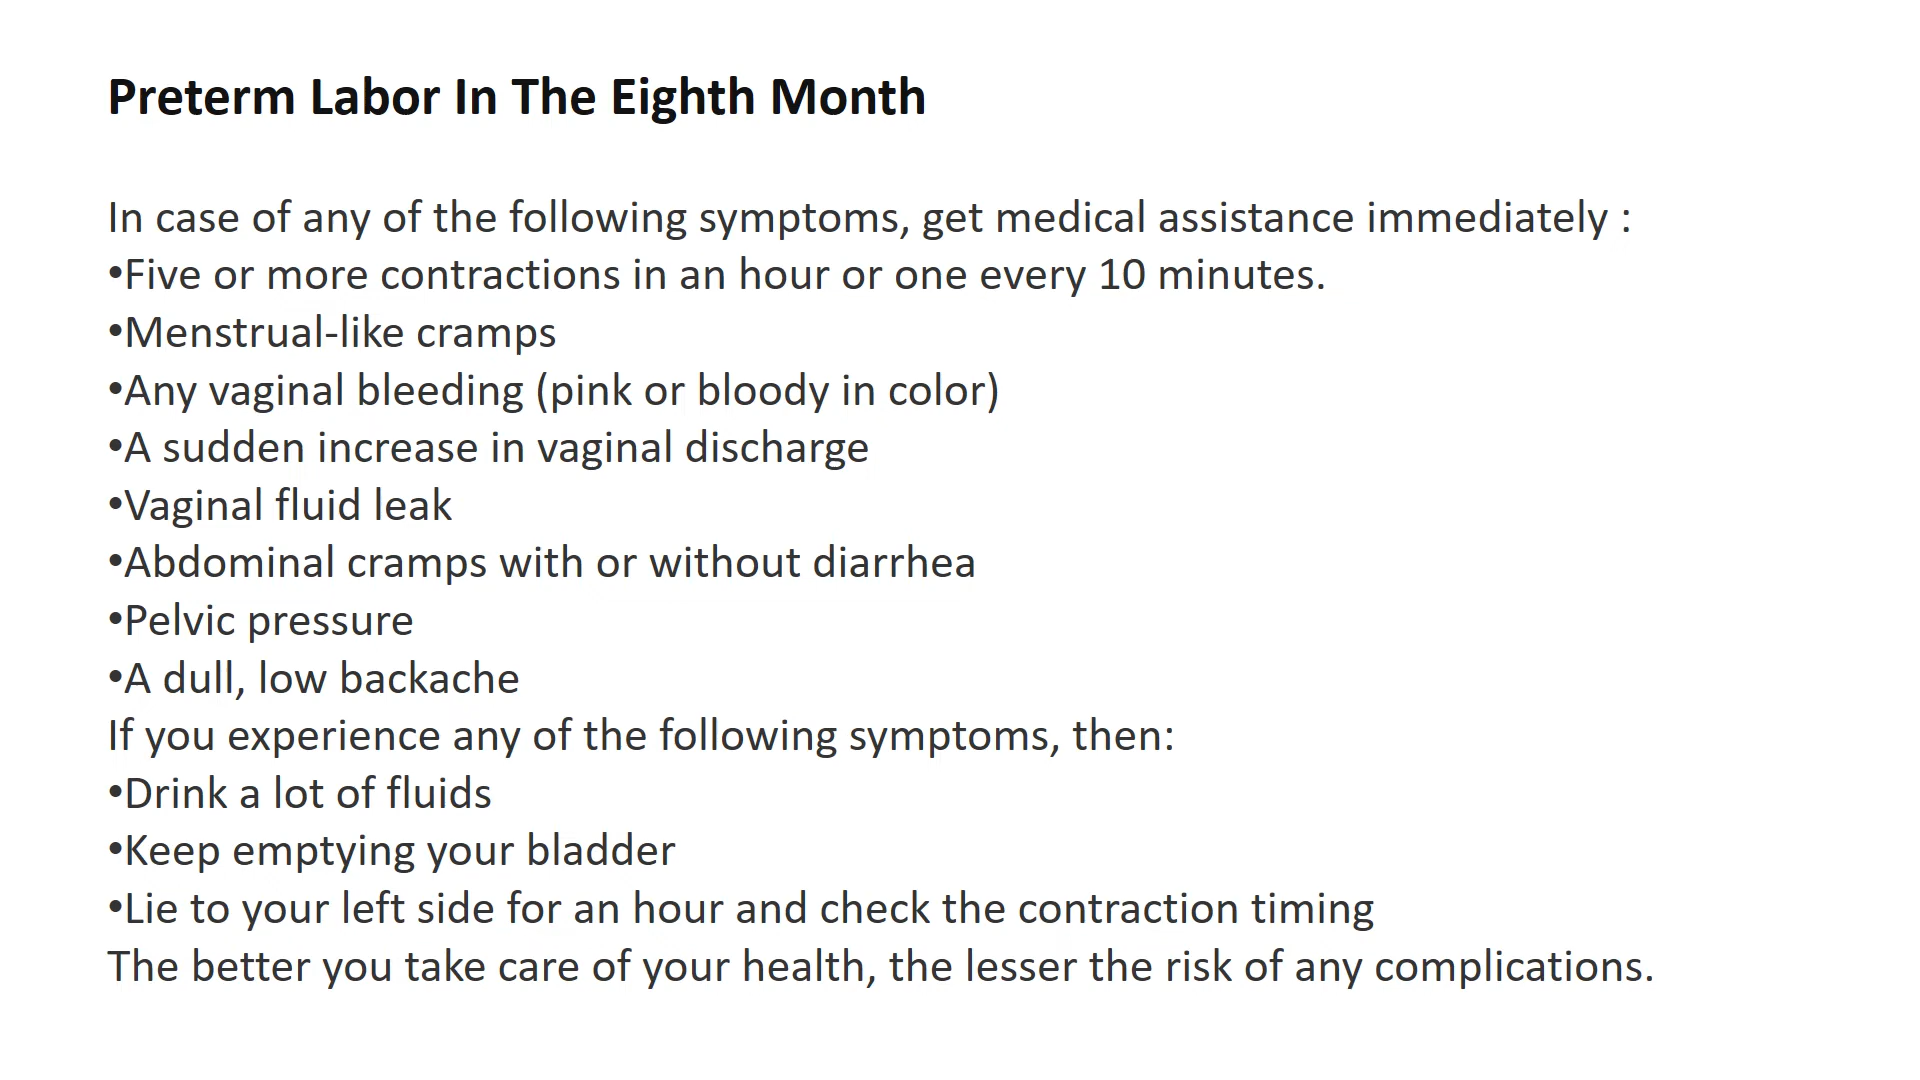 Preterm Labor In The Eighth Month
In case of any of the following symptoms, get medical assistance immediately :
•Five or more contractions in an hour or one every 10 minutes.
•Menstrual-like cramps
•Any vaginal bleeding (pink or bloody in color)
•A sudden increase in vaginal discharge
•Vaginal fluid leak
•Abdominal cramps with or without diarrhea
•Pelvic pressure
•A dull, low backache
If you experience any of the following symptoms, then:
•Drink a lot of fluids
•Keep emptying your bladder
•Lie to your left side for an hour and check the contraction timing
The better you take care of your health, the lesser the risk of any complications.